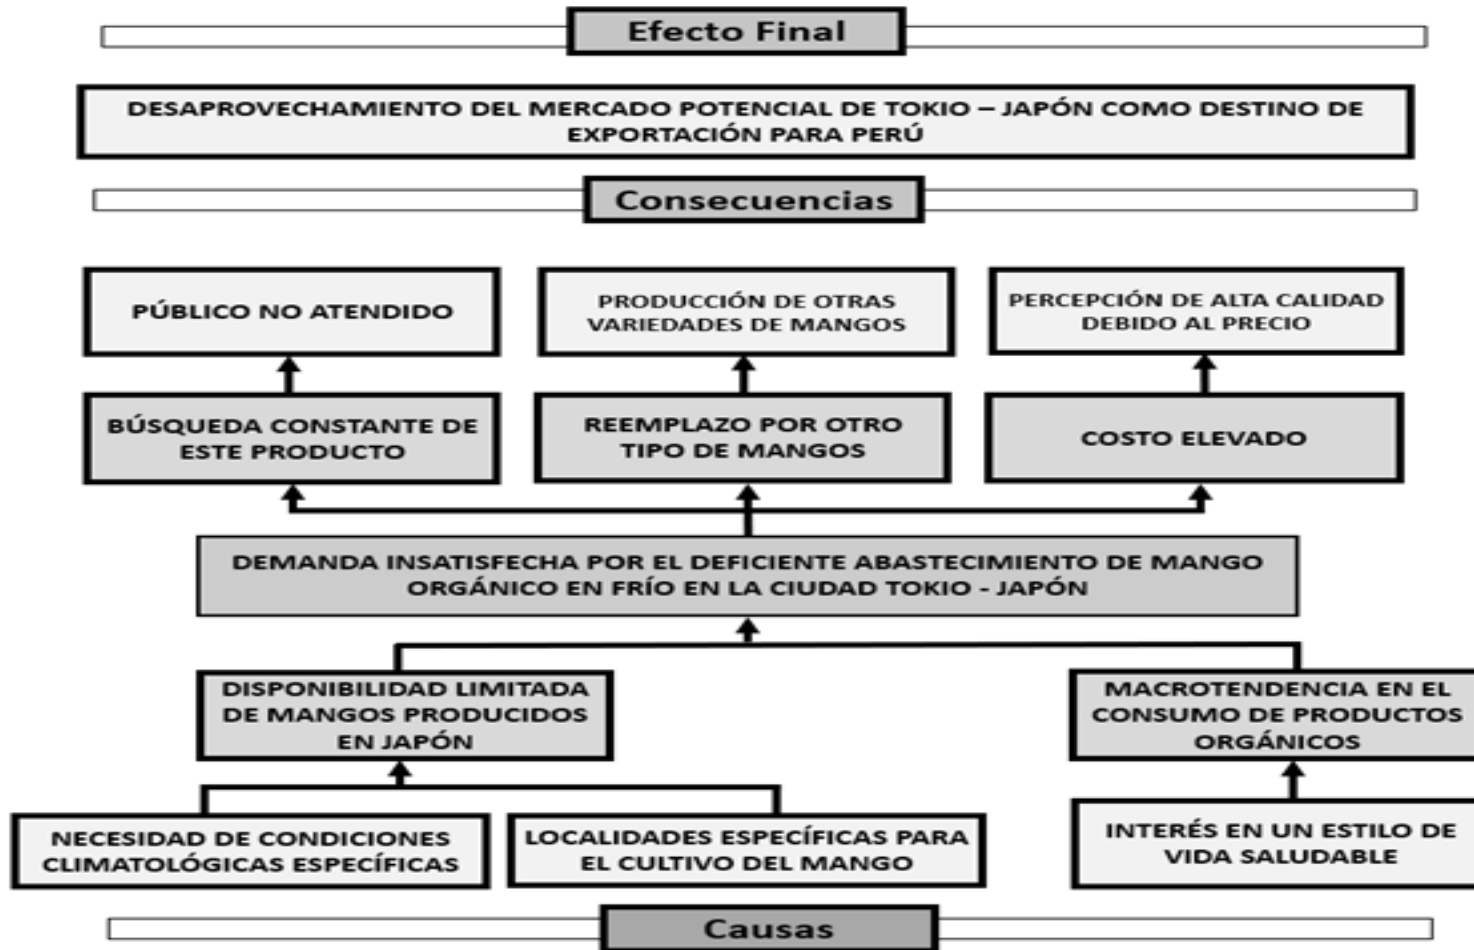 Efecto Final
DESAPROVECHAMIENTO DEL MERCADO POTENCIAL DE TOKIO – JAPÓN COMO DESTINO DE
EXPORTACIÓN PARA PERÚ
Consecuencias
PÚBLICO NO ATENDIDO
PRODUCCIÓN DE OTRAS
VARIEDADES DE MANGOS
PERCEPCIÓN DE ALTA CALIDAD
DEBIDO AL PRECIO
BÚSQUEDA CONSTANTE DE
ESTE PRODUCTO
REEMPLAZO POR OTRO
TIPO DE MANGOS
COSTO ELEVADO
DEMANDA INSATISFECHA POR EL DEFICIENTE ABASTECIMIENTO DE MANGO
ORGÁNICO EN FRÍO EN LA CIUDAD TOKIO - JAPÓN
DISPONIBILIDAD LIMITADA
DE MANGOS PRODUCIDOS
EN JAPÓN
MACROTENDENCIA EN EL
CONSUMO DE PRODUCTOS
ORGÁNICOS
NECESIDAD DE CONDICIONES
CLIMATOLÓGICAS ESPECÍFICAS
LOCALIDADES ESPECÍFICAS PARA
EL CULTIVO DEL MANGO
INTERÉS EN UN ESTILO DE
VIDA SALUDABLE
Causas